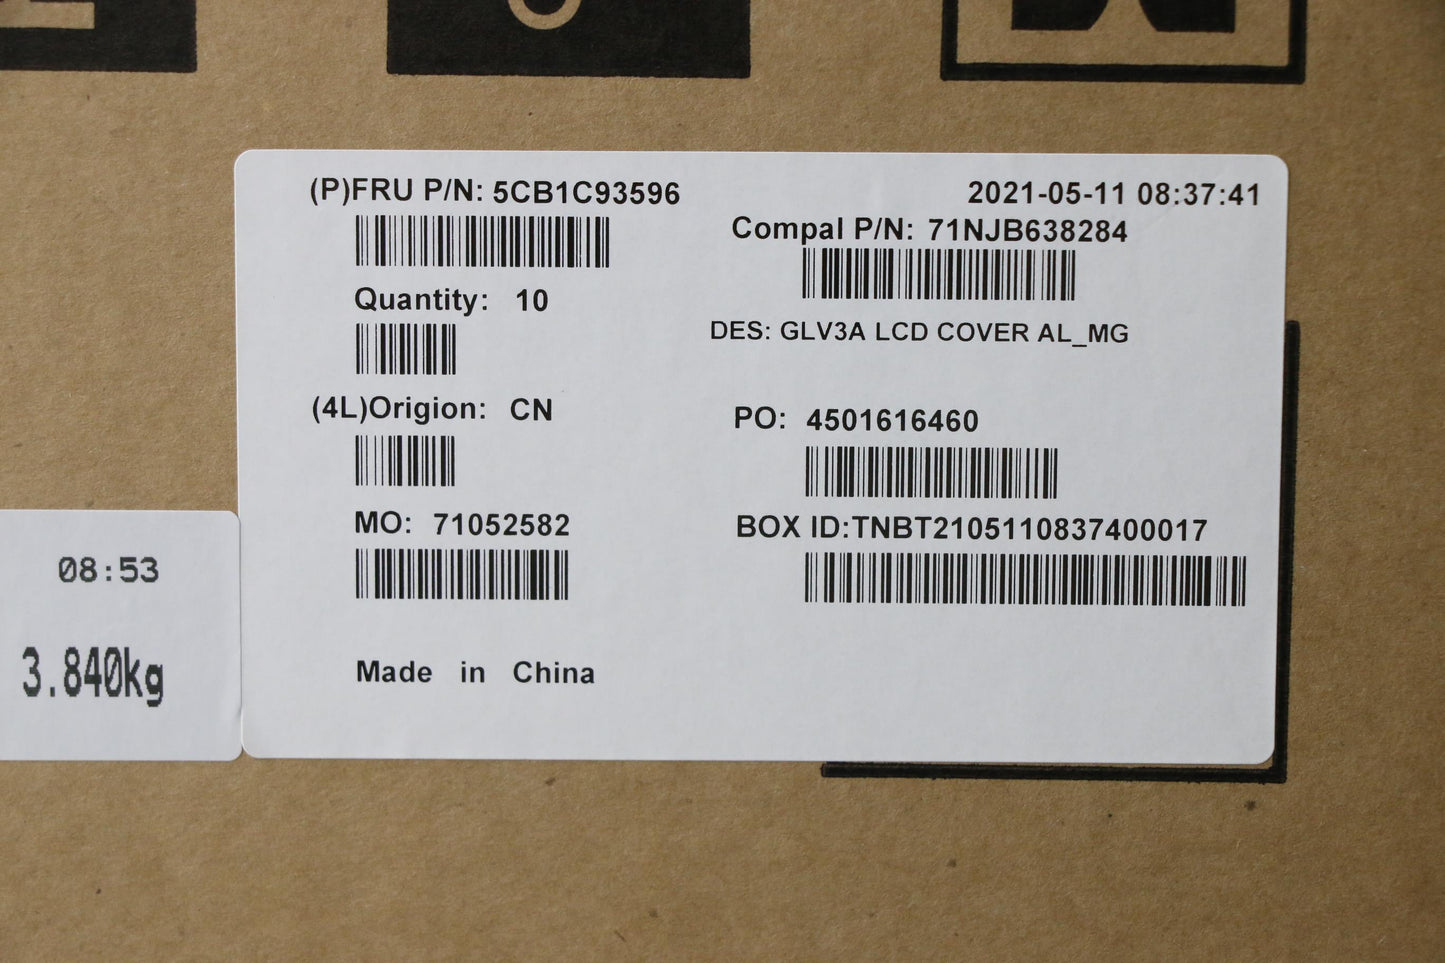 (P)FRU P/N: 5CB1C93596
2021-05-11 08:37:41
Compal P/N: 71NJB638284
Quantity: 10
DES: GLV3A LCD COVER AL_MG
(4L)Origion: CN
PO: 4501616460
MO: 71052582
BOX ID:TNBT2105110837400017
Made in China
08:53
3.840kg